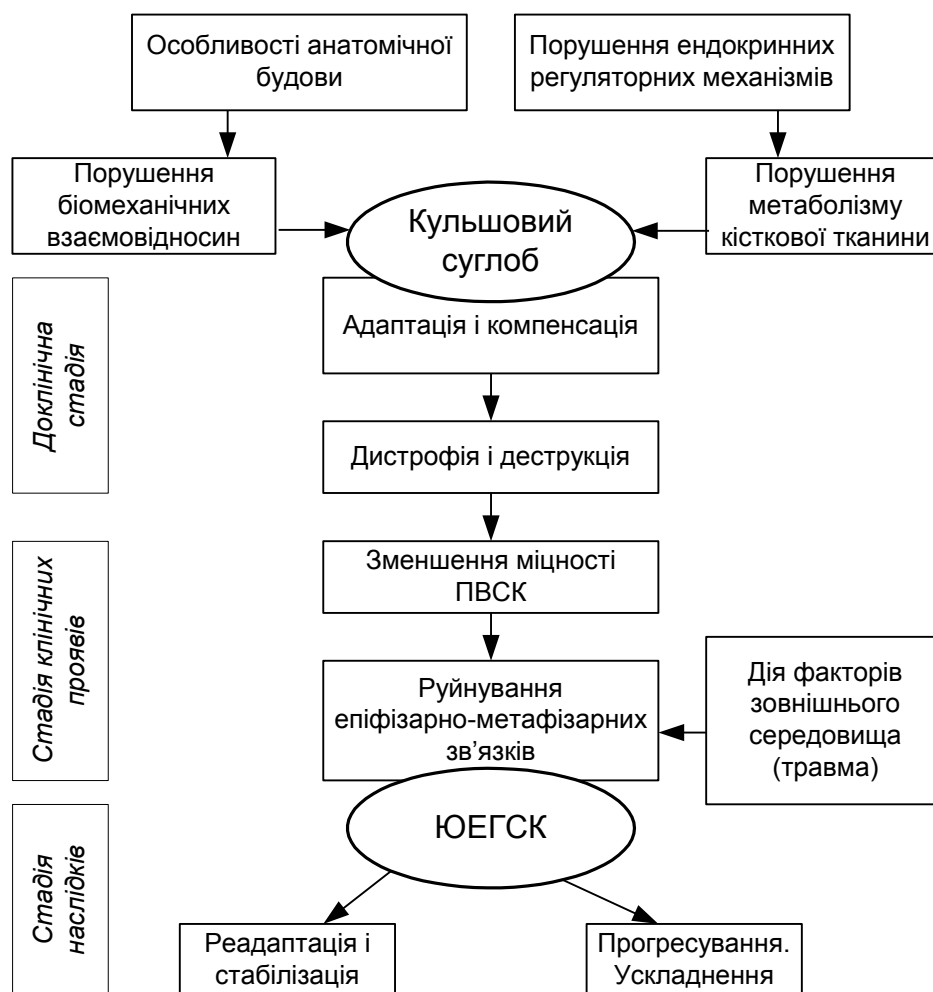 Особливості анатомічної
будови
Порушення ендокринних
регуляторних механізмів
Порушення
біомеханічних
взаємовідносин
Кульшовий
суглоб
Порушення
метаболізму
кісткової тканини
Доклінічна
стадія
Адаптація і компенсація
Дистрофія і деструкція
Стадія клінічних
проявів
Зменшення міцності
ПВСК
Руйнування
епіфізарно-метафізарних
зв’язків
Дія факторів
зовнішнього
середовища
(травма)
Стадія
наслідків
ЮЕГСК
Реадаптація і
стабілізація
Прогресування.
Ускладнення